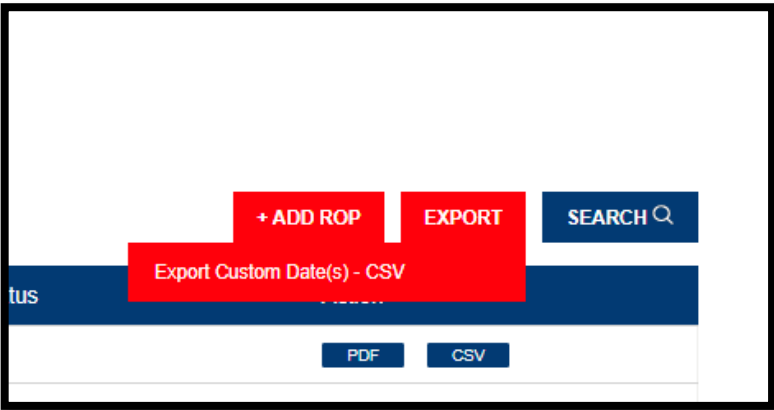 + ADD ROP EXPORT SEARCH
Export Custom Date(s) - CSV
tus
PDF CSV